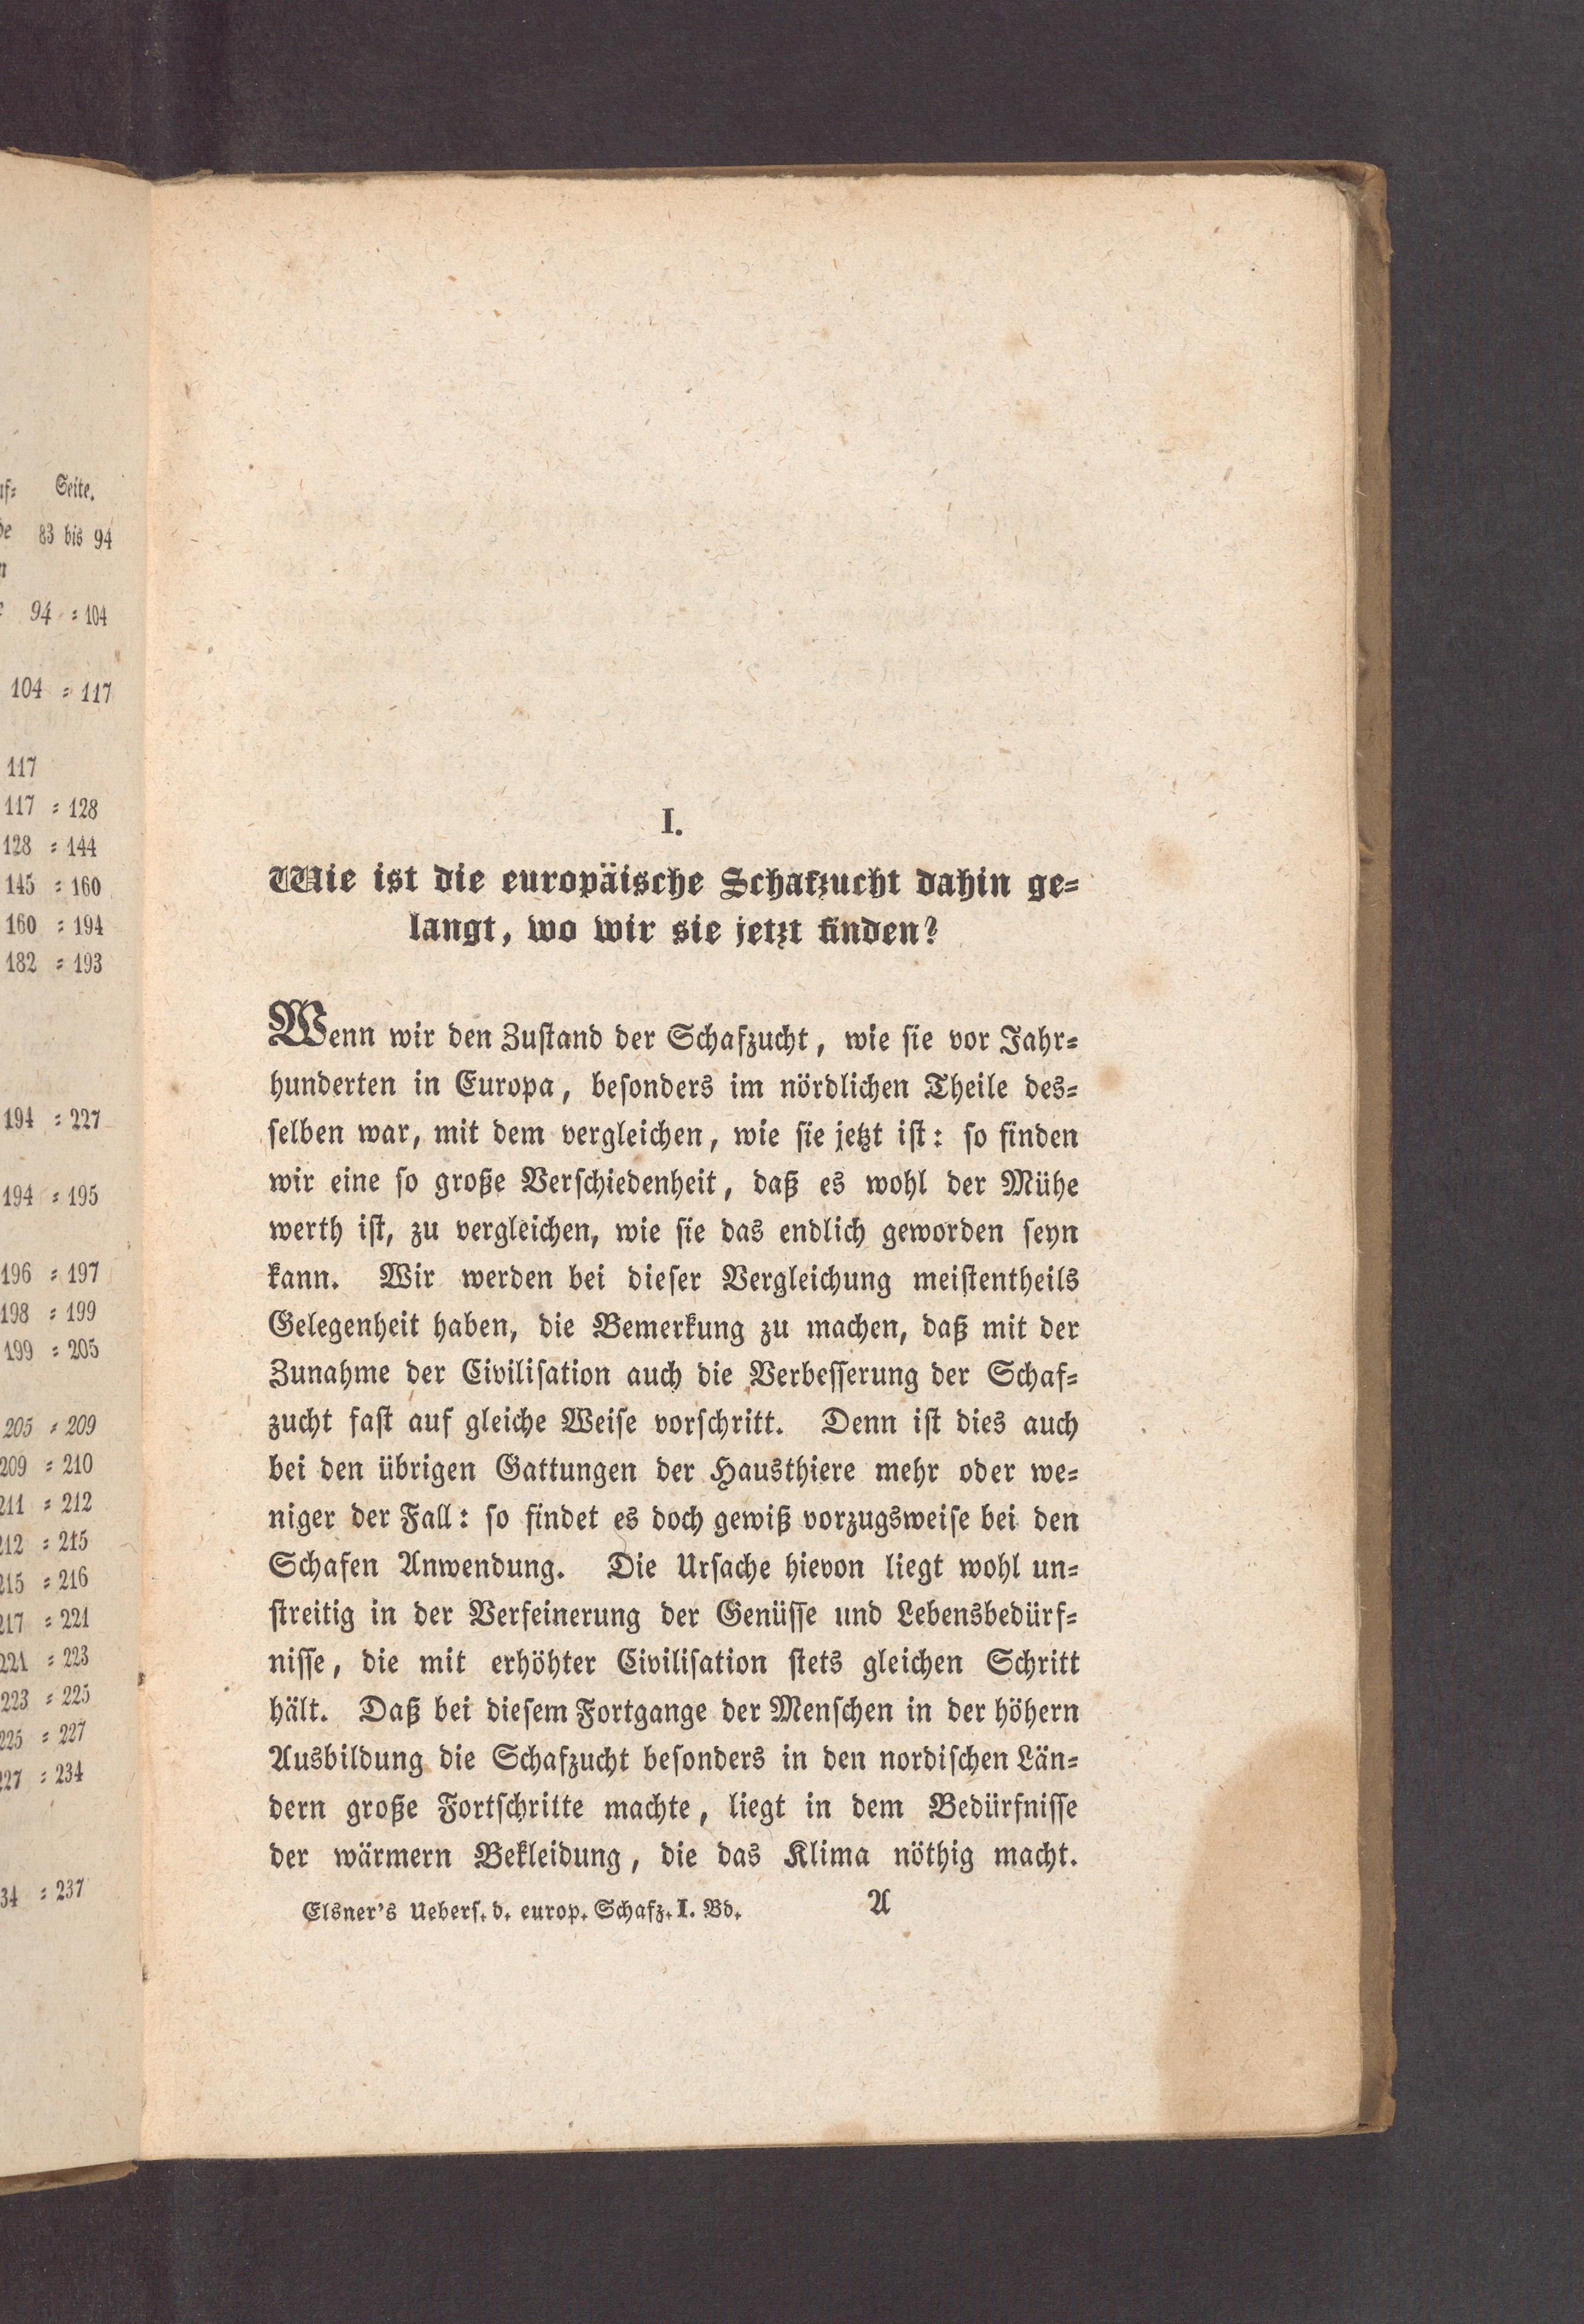 Seite.
83 bis 94
94 = 104
104 = 117
117
117 = 128
128 = 144
145 = 160
160 = 194
182 = 193
194 = 227
194 = 195
196 = 197
198 = 199
199 = 205
205 = 209
209 = 210
211 = 212
212 = 215
215 = 216
217 = 221
221 = 223
223 = 225
225 = 227
227 = 234
34 = 237
I.
Wie ist die europäische Schafzucht dahin ge=
langt, wo wir sie jetzt finden?
Wenn wir den Zustand der Schafzucht, wie sie vor Jahr=
hunderten in Europa, besonders im nördlichen Theile des=
selben war, mit dem vergleichen, wie sie jetzt ist: so finden
wir eine so große Verschiedenheit, daß es wohl der Mühe
werth ist, zu vergleichen, wie sie das endlich geworden seyn
kann. Wir werden bei dieser Vergleichung meistentheils
Gelegenheit haben, die Bemerkung zu machen, daß mit der
Zunahme der Civilisation auch die Verbesserung der Schaf=
zucht fast auf gleiche Weise vorschritt. Denn ist dies auch
bei den übrigen Gattungen der Hausthiere mehr oder we=
niger der Fall: so findet es doch gewiß vorzugsweise bei den
Schafen Anwendung. Die Ursache hievon liegt wohl un=
streitig in der Verfeinerung der Genüsse und Lebensbedürf=
nisse, die mit erhöhter Civilisation stets gleichen Schritt
hält. Daß bei diesem Fortgange der Menschen in der höhern
Ausbildung die Schafzucht besonders in den nordischen Län=
dern große Fortschritte machte, liegt in dem Bedürfnisse
der wärmern Bekleidung, die das Klima nöthig macht.
Elsner's Uebers. d. europ. Schafz. I. Bd. A